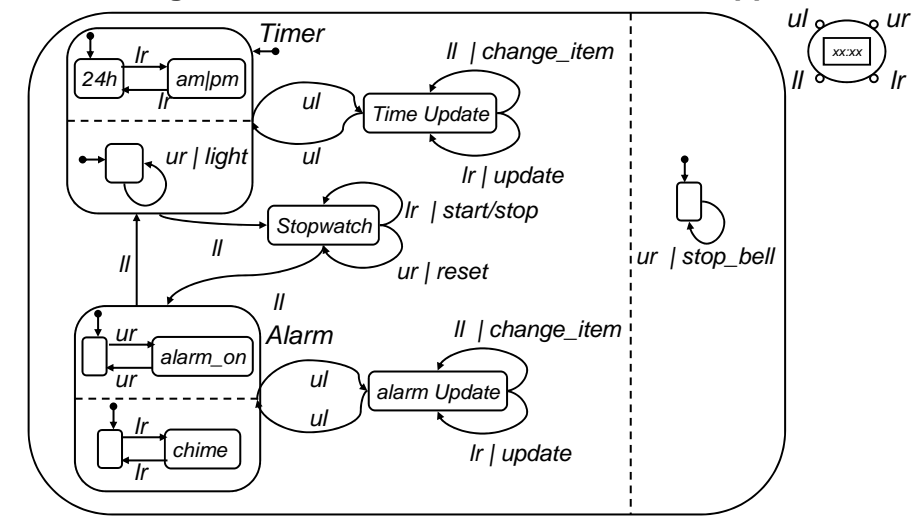 Timer
ul
ur
xx:xx
ll
lr
ll | change_item
lr
24h
am|pm
lr
ul
Time Update
ul
ur | light
lr | update
lr | start/stop
Stopwatch
ll
ur | reset
ur | stop_bell
ll
ll
Alarm
ll | change_item
ur
alarm_on
ur
ul
alarm Update
ul
lr
chime
lr
lr | update